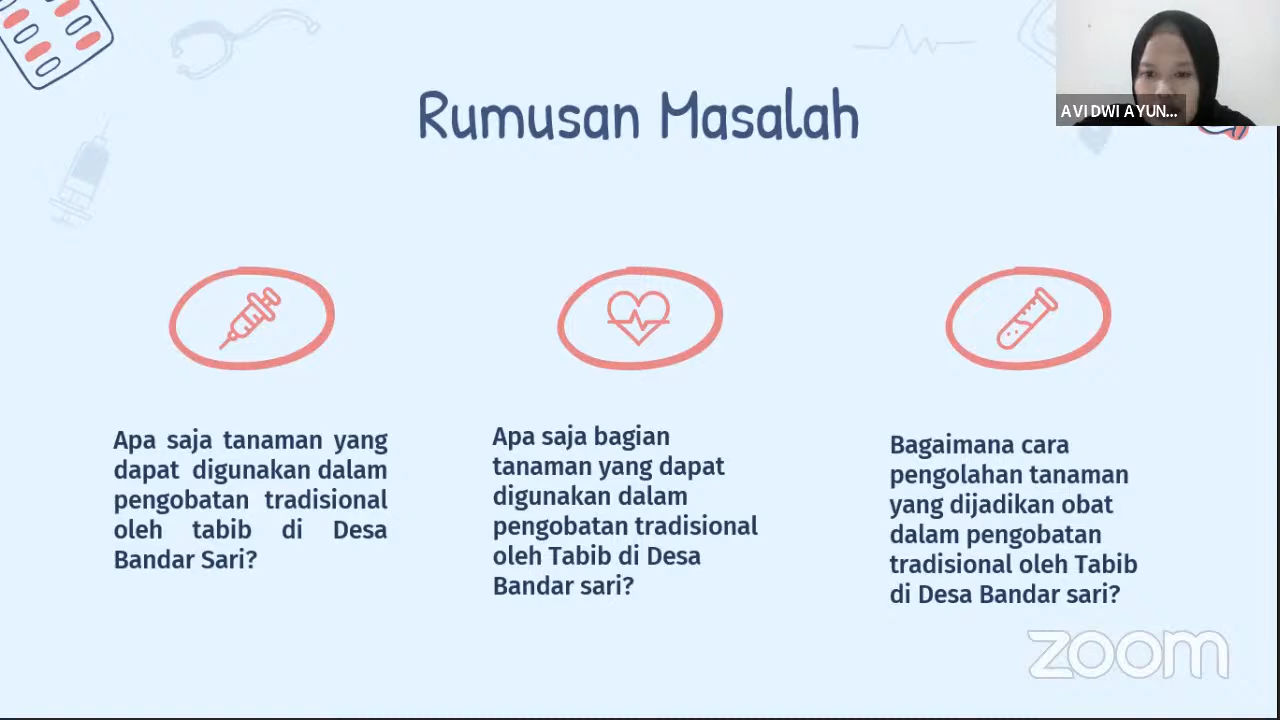 Rumusan Masalah
AVI DWI AYUN...
Apa saja tanaman yang
dapat digunakan dalam
pengobatan tradisional
oleh tabib di Desa
Bandar Sari?
Apa saja bagian
tanaman yang dapat
digunakan dalam
pengobatan tradisional
oleh Tabib di Desa
Bandar sari?
Bagaimana cara
pengolahan tanaman
yang dijadikan obat
dalam pengobatan
tradisional oleh Tabib
di Desa Bandar sari?
zoom